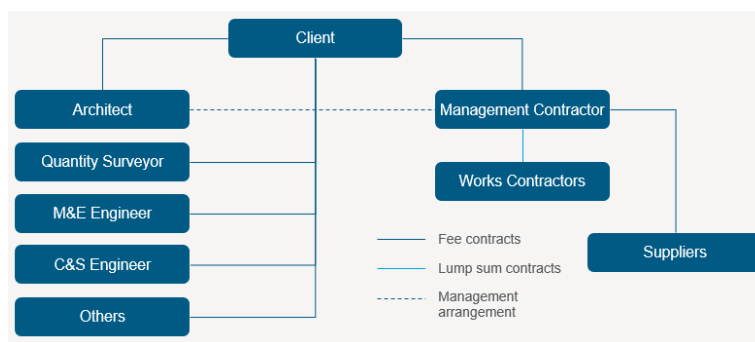 Client
Architect
Management Contractor
Quantity Surveyor
Works Contractors
M&E Engineer
C&S Engineer
Others
Suppliers
Fee contracts
Lump sum contracts
Management
arrangement